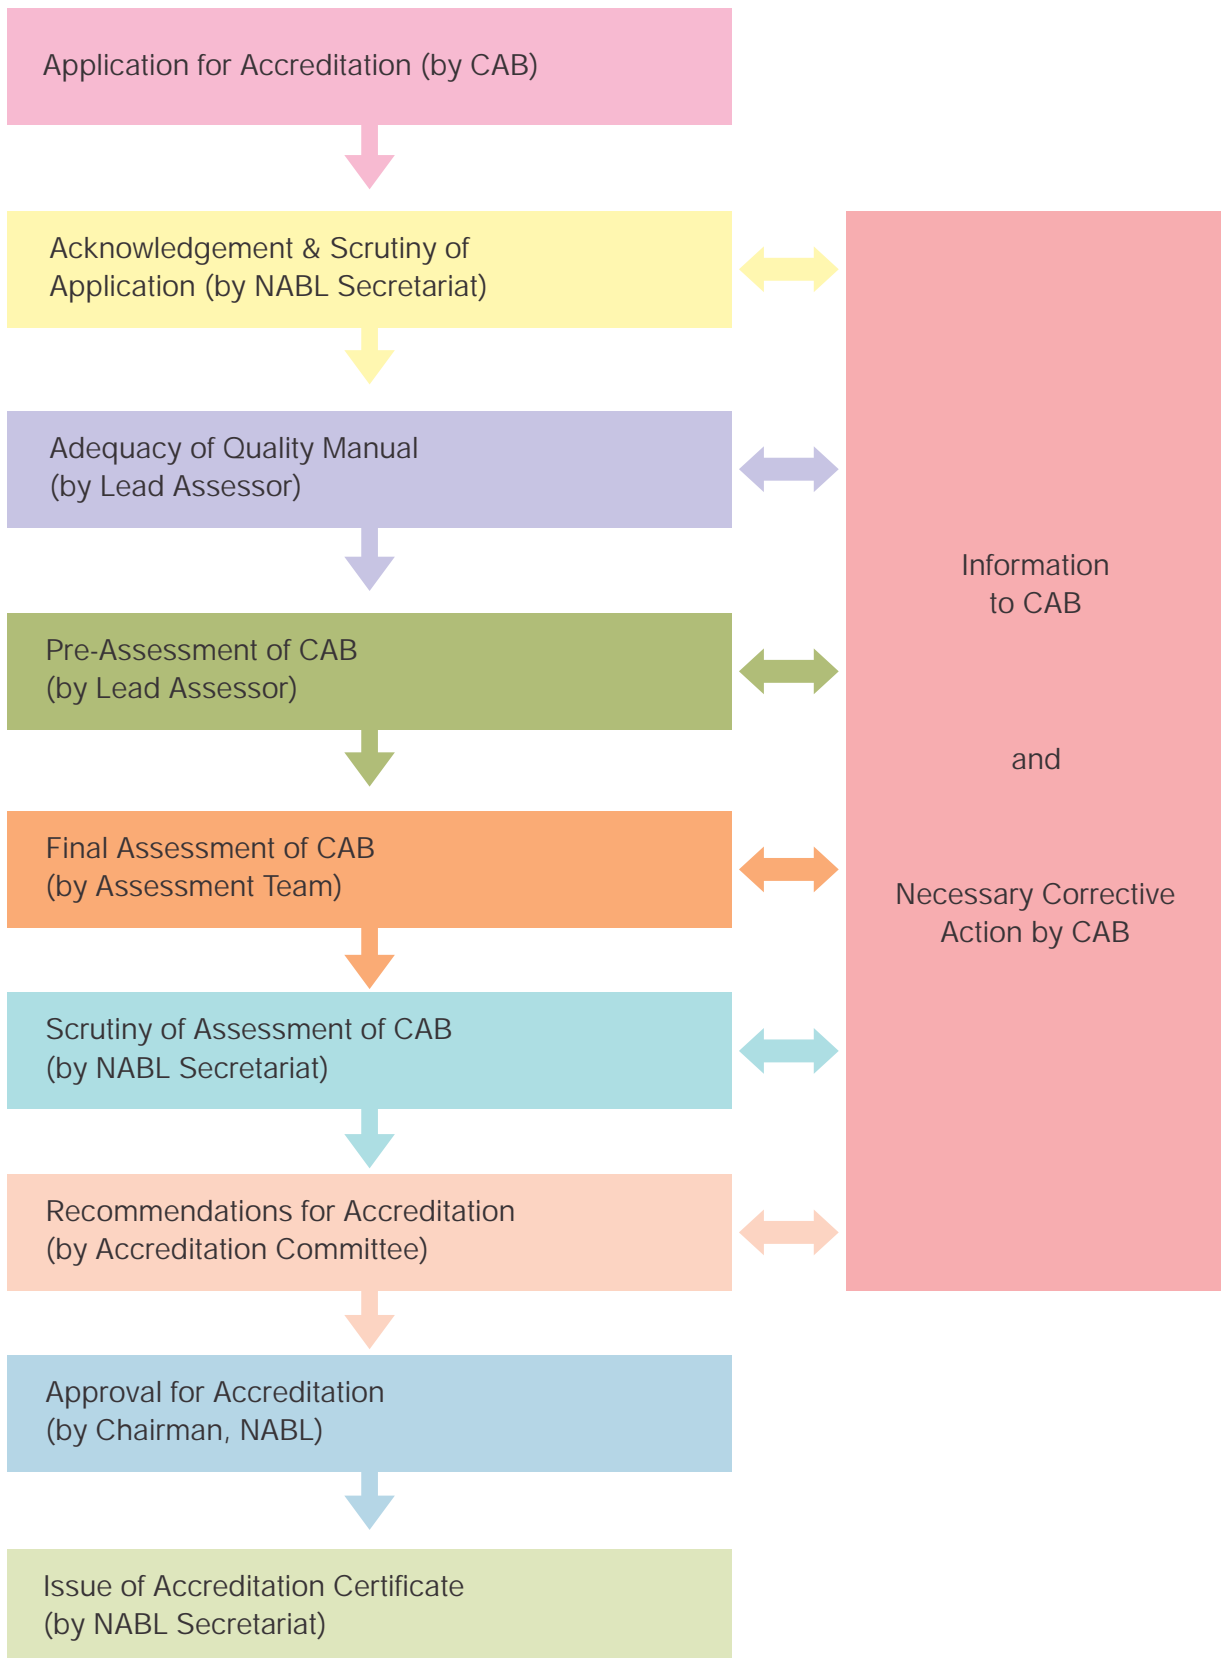 Application for Accreditation (by CAB)
Acknowledgement & Scrutiny of
Application (by NABL Secretariat)
Adequacy of Quality Manual
(by Lead Assessor)
Pre-Assessment of CAB
(by Lead Assessor)
Final Assessment of CAB
(by Assessment Team)
Scrutiny of Assessment of CAB
(by NABL Secretariat)
Recommendations for Accreditation
(by Accreditation Committee)
Approval for Accreditation
(by Chairman, NABL)
Issue of Accreditation Certificate
(by NABL Secretariat)
Information
to CAB
and
Necessary Corrective
Action by CAB